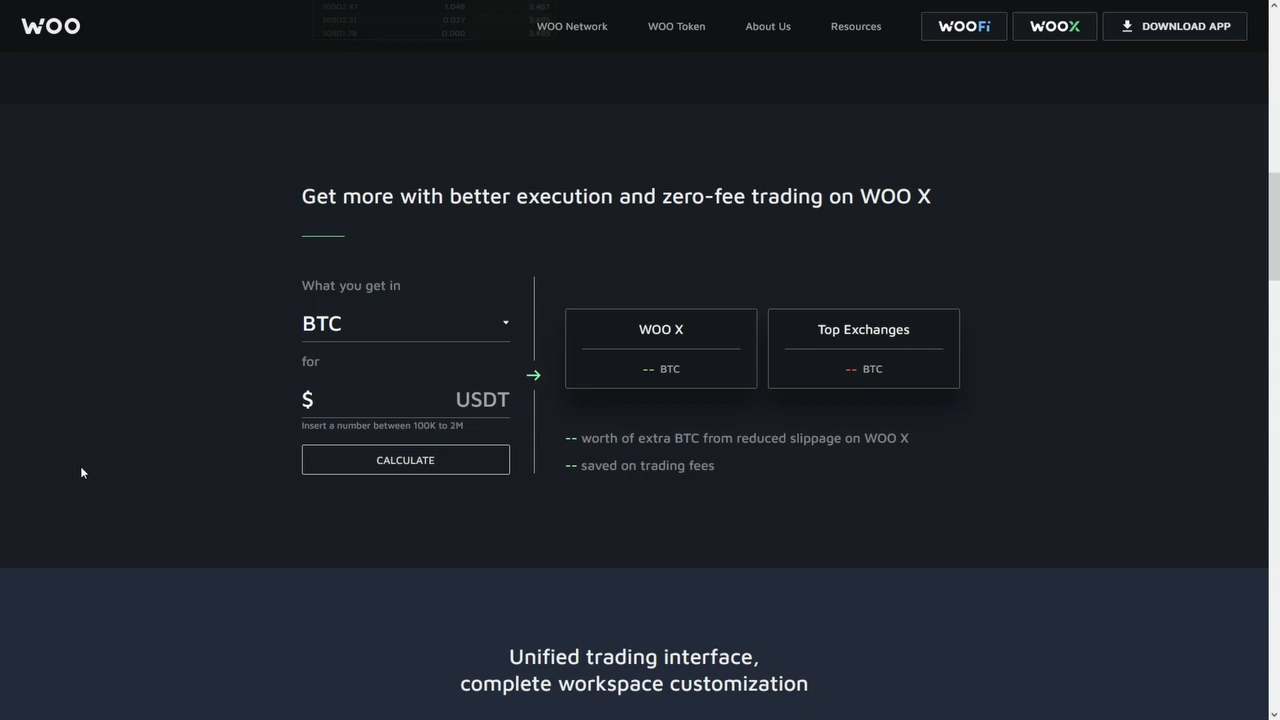 WOO
WOO Network
WOO Token
About Us
Resources
WOOFi
WOOX
DOWNLOAD APP
Get more with better execution and zero-fee trading on WOO X
What you get in
BTC
for
$ USDT
Insert a number between 100K to 2M
CALCULATE
WOO X
-- BTC
Top Exchanges
-- BTC
-- worth of extra BTC from reduced slippage on WOO X
-- saved on trading fees
Unified trading interface,
complete workspace customization